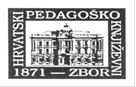 HRVATSKI PEDAGOŠKO KNJIŽEVNI
1871 — ZBOR